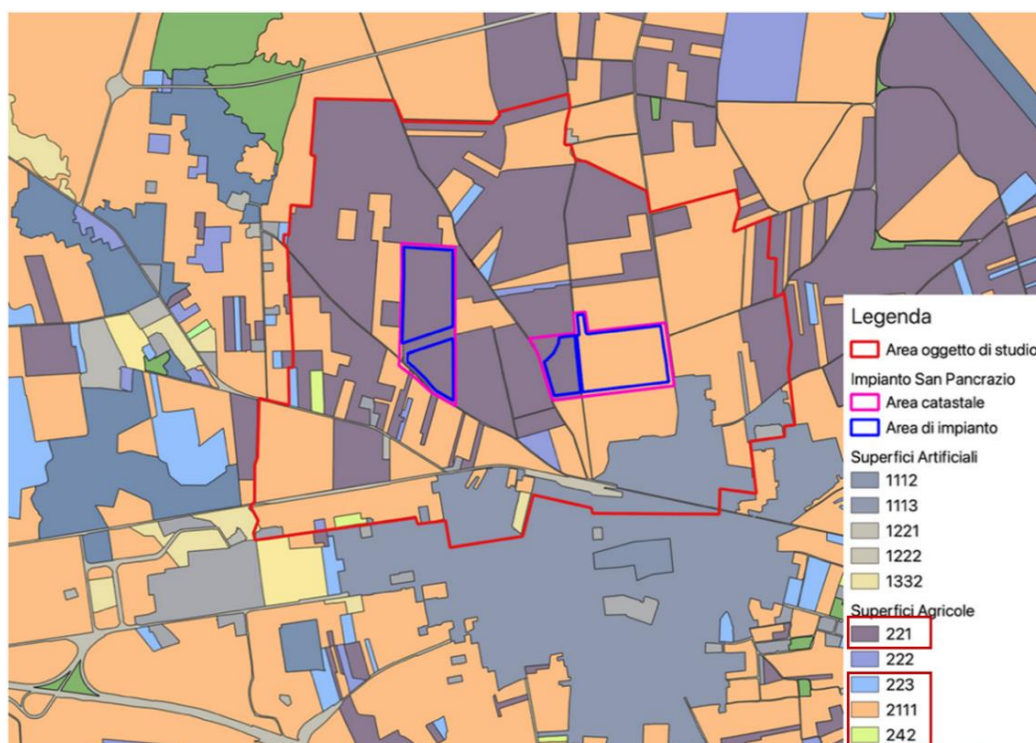 Legenda
Area oggetto di studio
Impianto San Pancrazio
Area catastale
Area di impianto
Superfici Artificiali
1112
1113
1221
1222
1332
Superfici Agricole
221
222
223
2111
242